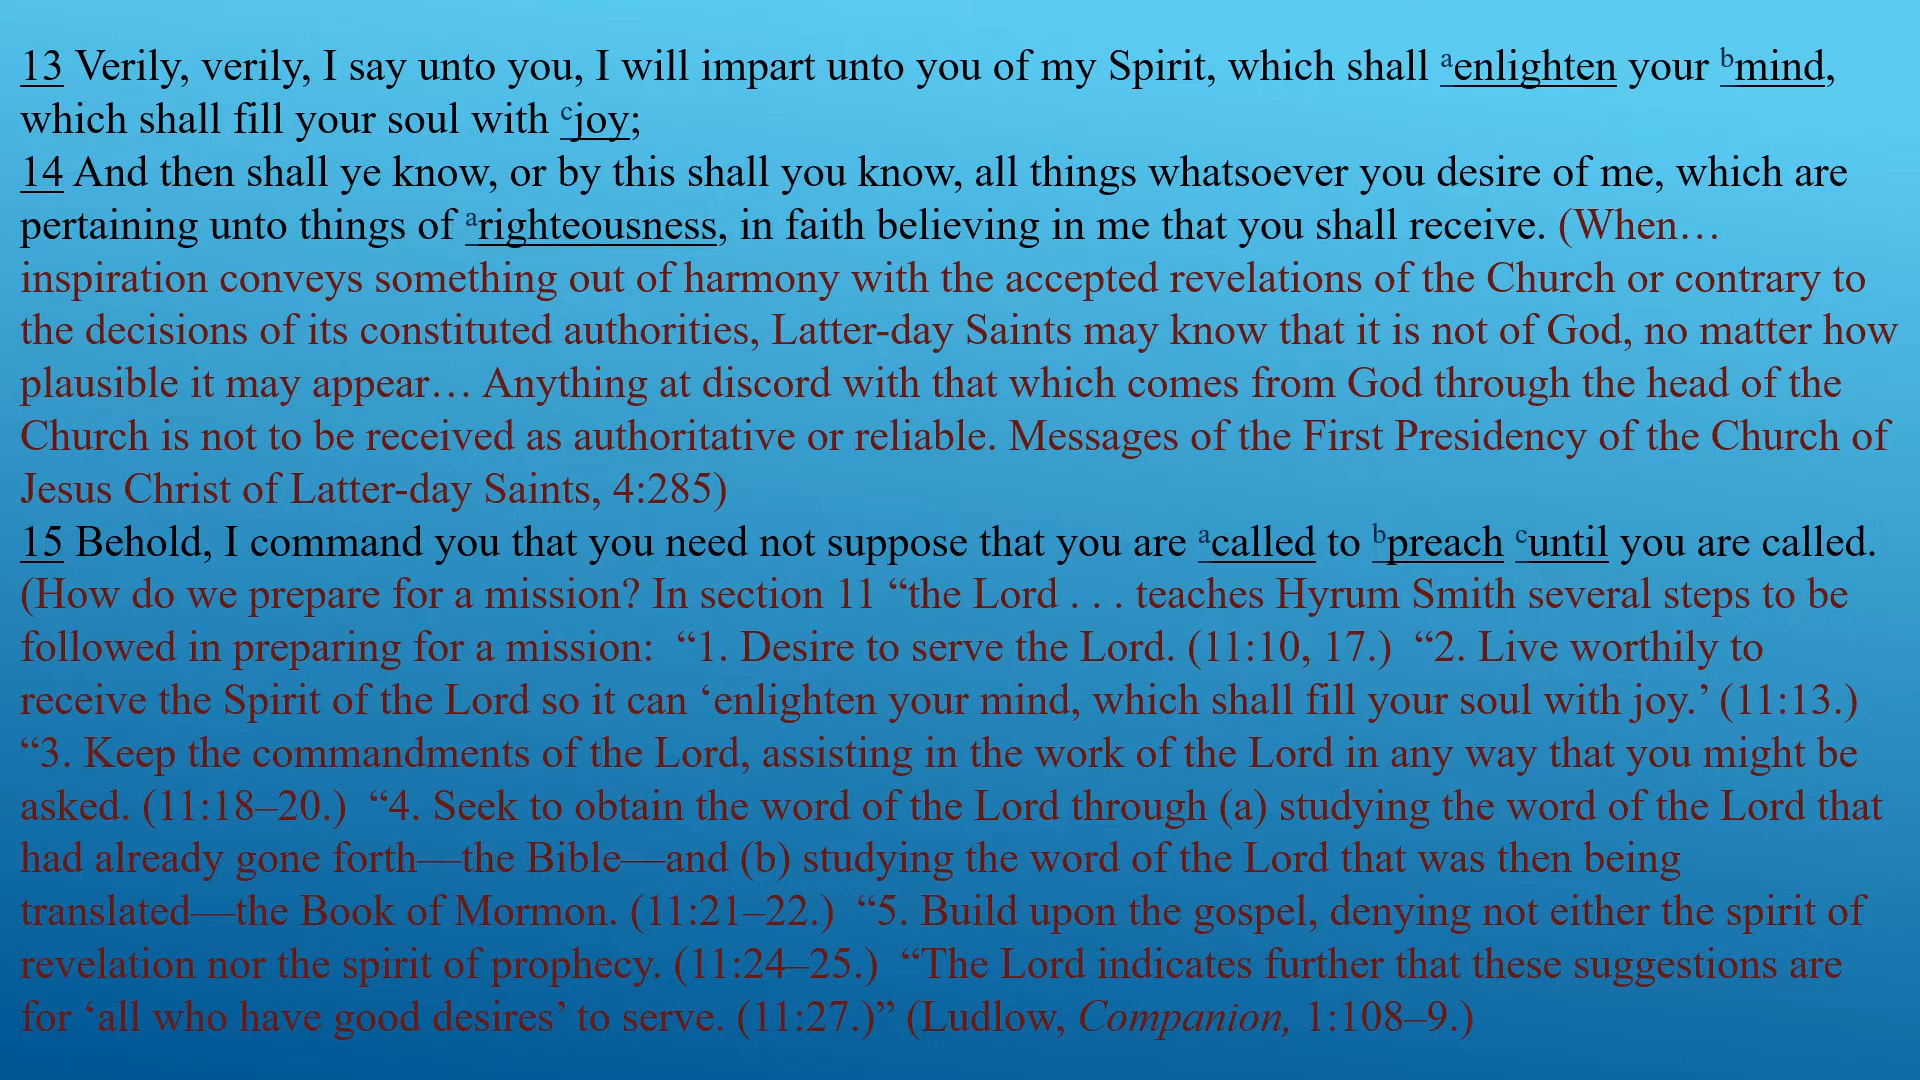 13 Verily, verily, I say unto you, I will impart unto you of my Spirit, which shall aenlighten your bmind,
which shall fill your soul with cjoy;
14 And then shall ye know, or by this shall you know, all things whatsoever you desire of me, which are
pertaining unto things of arighteousness, in faith believing in me that you shall receive. (When…
inspiration conveys something out of harmony with the accepted revelations of the Church or contrary to
the decisions of its constituted authorities, Latter-day Saints may know that it is not of God, no matter how
plausible it may appear… Anything at discord with that which comes from God through the head of the
Church is not to be received as authoritative or reliable. Messages of the First Presidency of the Church of
Jesus Christ of Latter-day Saints, 4:285)
15 Behold, I command you that you need not suppose that you are acalled to bpreach cuntil you are called.
(How do we prepare for a mission? In section 11 “the Lord . . . teaches Hyrum Smith several steps to be
followed in preparing for a mission:  “1. Desire to serve the Lord. (11:10, 17.)  “2. Live worthily to
receive the Spirit of the Lord so it can ‘enlighten your mind, which shall fill your soul with joy.’ (11:13.)
“3. Keep the commandments of the Lord, assisting in the work of the Lord in any way that you might be
asked. (11:18–20.)  “4. Seek to obtain the word of the Lord through (a) studying the word of the Lord that
had already gone forth—the Bible—and (b) studying the word of the Lord that was then being
translated—the Book of Mormon. (11:21–22.)  “5. Build upon the gospel, denying not either the spirit of
revelation nor the spirit of prophecy. (11:24–25.)  “The Lord indicates further that these suggestions are
for ‘all who have good desires’ to serve. (11:27.)” (Ludlow, Companion, 1:108–9.)